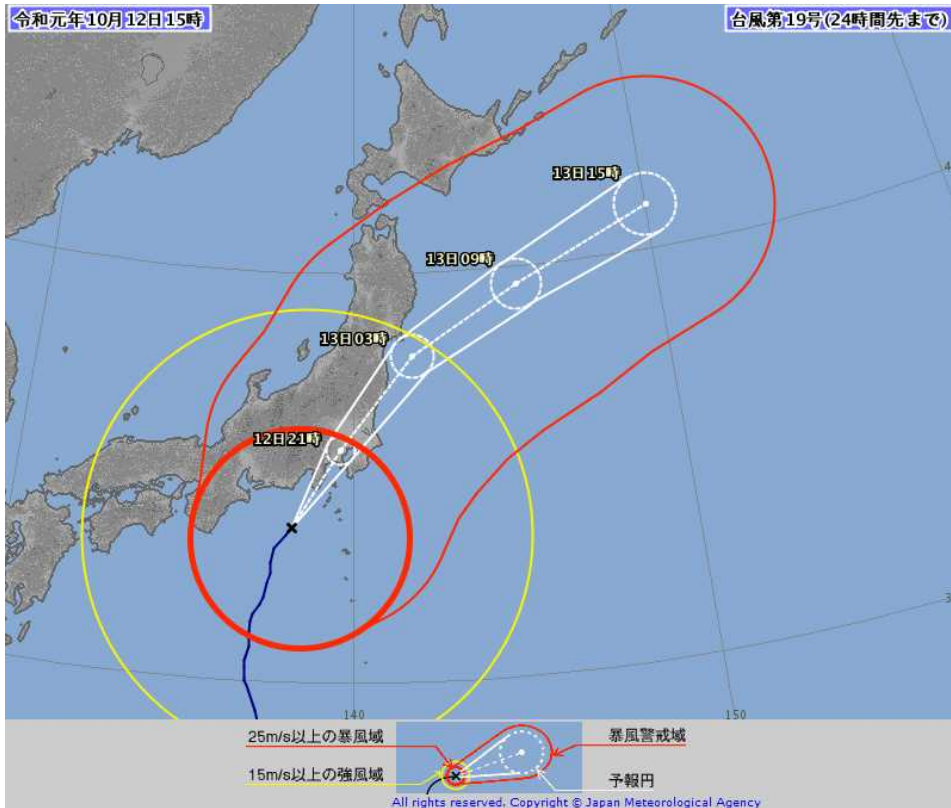 令和元年10月12日15時
台風第19号(24時間先まで)
13日15時
13日09時
13日03時
12日21時
140
150
25m/s以上の暴風域
暴風警戒域
15m/s以上の強風域
予報円
All rights reserved. Copyright © Japan Meteorological Agency